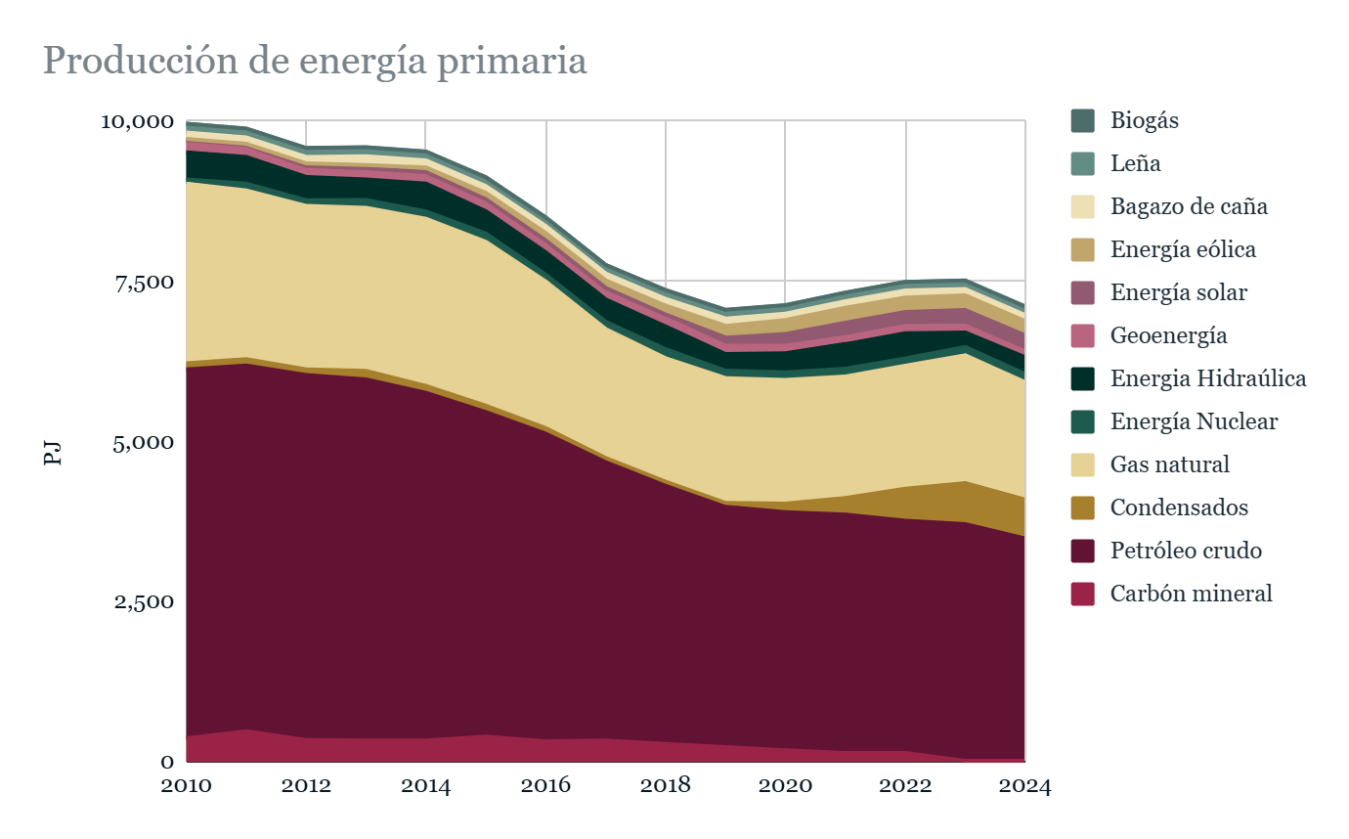 Producción de energía primaria
10,000
7,500
5,000
2,500
0
PJ
2010 2012 2014 2016 2018 2020 2022 2024
Biogás
Leña
Bagazo de caña
Energía eólica
Energía solar
Geoenergía
Energia Hidraúlica
Energía Nuclear
Gas natural
Condensados
Petróleo crudo
Carbón mineral